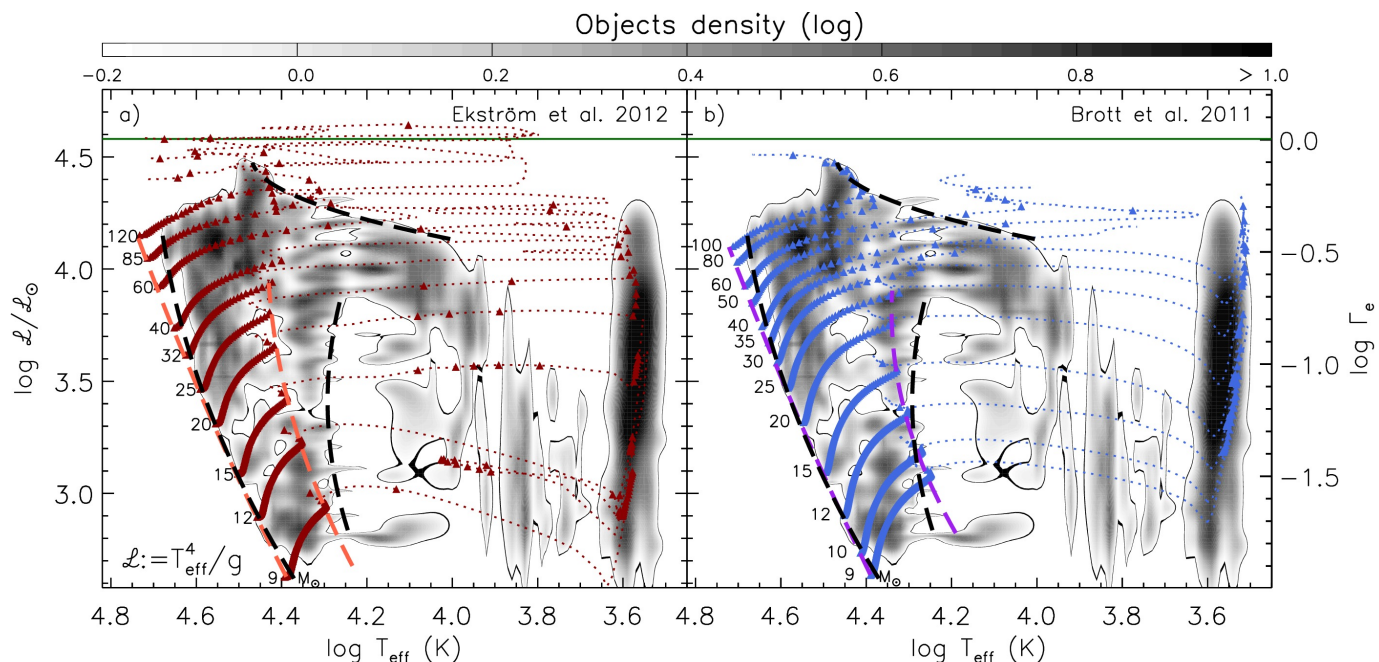 Objects density (log)
−0.2 0.0 0.2 0.4 0.6 0.8 > 1.0
a) Ekström et al. 2012
b) Brott et al. 2011
log ℒ/ℒ⊙
4.5
4.0
3.5
3.0
120
85
60
40
32
25
20
15
12
9 M⊙
ℒ:=T⁴eff/g
100
80
60
50
40
35
30
25
20
15
12
10
9 M⊙
0.0
−0.5
−1.0
−1.5
log Γe
4.8 4.6 4.4 4.2 4.0 3.8 3.6
4.8 4.6 4.4 4.2 4.0 3.8 3.6
log Teff (K)
log Teff (K)